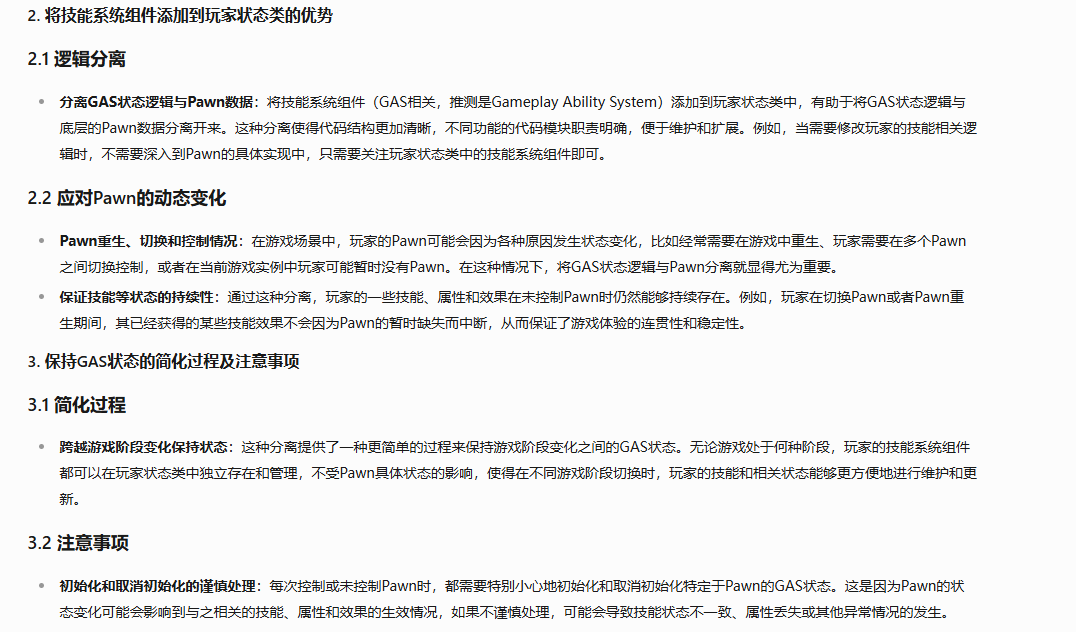 2. 将技能系统组件添加到玩家状态类的优势
2.1 逻辑分离
分离GAS状态逻辑与Pawn数据：将技能系统组件（GAS相关，推测是Gameplay Ability System）添加到玩家状态类中，有助于将GAS状态逻辑与
底层的Pawn数据分离开来。这种分离使得代码结构更加清晰，不同功能的代码模块职责明确，便于维护和扩展。例如，当需要修改玩家的技能相关逻
辑时，不需要深入到Pawn的具体实现中，只需要关注玩家状态类中的技能系统组件即可。
2.2 应对Pawn的动态变化
Pawn重生、切换和控制情况：在游戏场景中，玩家的Pawn可能会因为各种原因发生状态变化，比如经常需要在游戏中重生、玩家需要在多个Pawn
之间切换控制，或者在当前游戏实例中玩家可能暂时没有Pawn。在这种情况下，将GAS状态逻辑与Pawn分离就显得尤为重要。
保证技能等状态的持续性：通过这种分离，玩家的一些技能、属性和效果在未控制Pawn时仍然能够持续存在。例如，玩家在切换Pawn或者Pawn重
生期间，其已经获得的某些技能效果不会因为Pawn的暂时缺失而中断，从而保证了游戏体验的连贯性和稳定性。
3. 保持GAS状态的简化过程及注意事项
3.1 简化过程
跨越游戏阶段变化保持状态：这种分离提供了一种更简单的过程来保持游戏阶段变化之间的GAS状态。无论游戏处于何种阶段，玩家的技能系统组件
都可以在玩家状态类中独立存在和管理，不受Pawn具体状态的影响，使得在不同游戏阶段切换时，玩家的技能和相关状态能够更方便地进行维护和更
新。
3.2 注意事项
初始化和取消初始化的谨慎处理：每次控制或未控制Pawn时，都需要特别小心地初始化和取消初始化特定于Pawn的GAS状态。这是因为Pawn的状
态变化可能会影响到与之相关的技能、属性和效果的生效情况，如果不谨慎处理，可能会导致技能状态不一致、属性丢失或其他异常情况的发生。